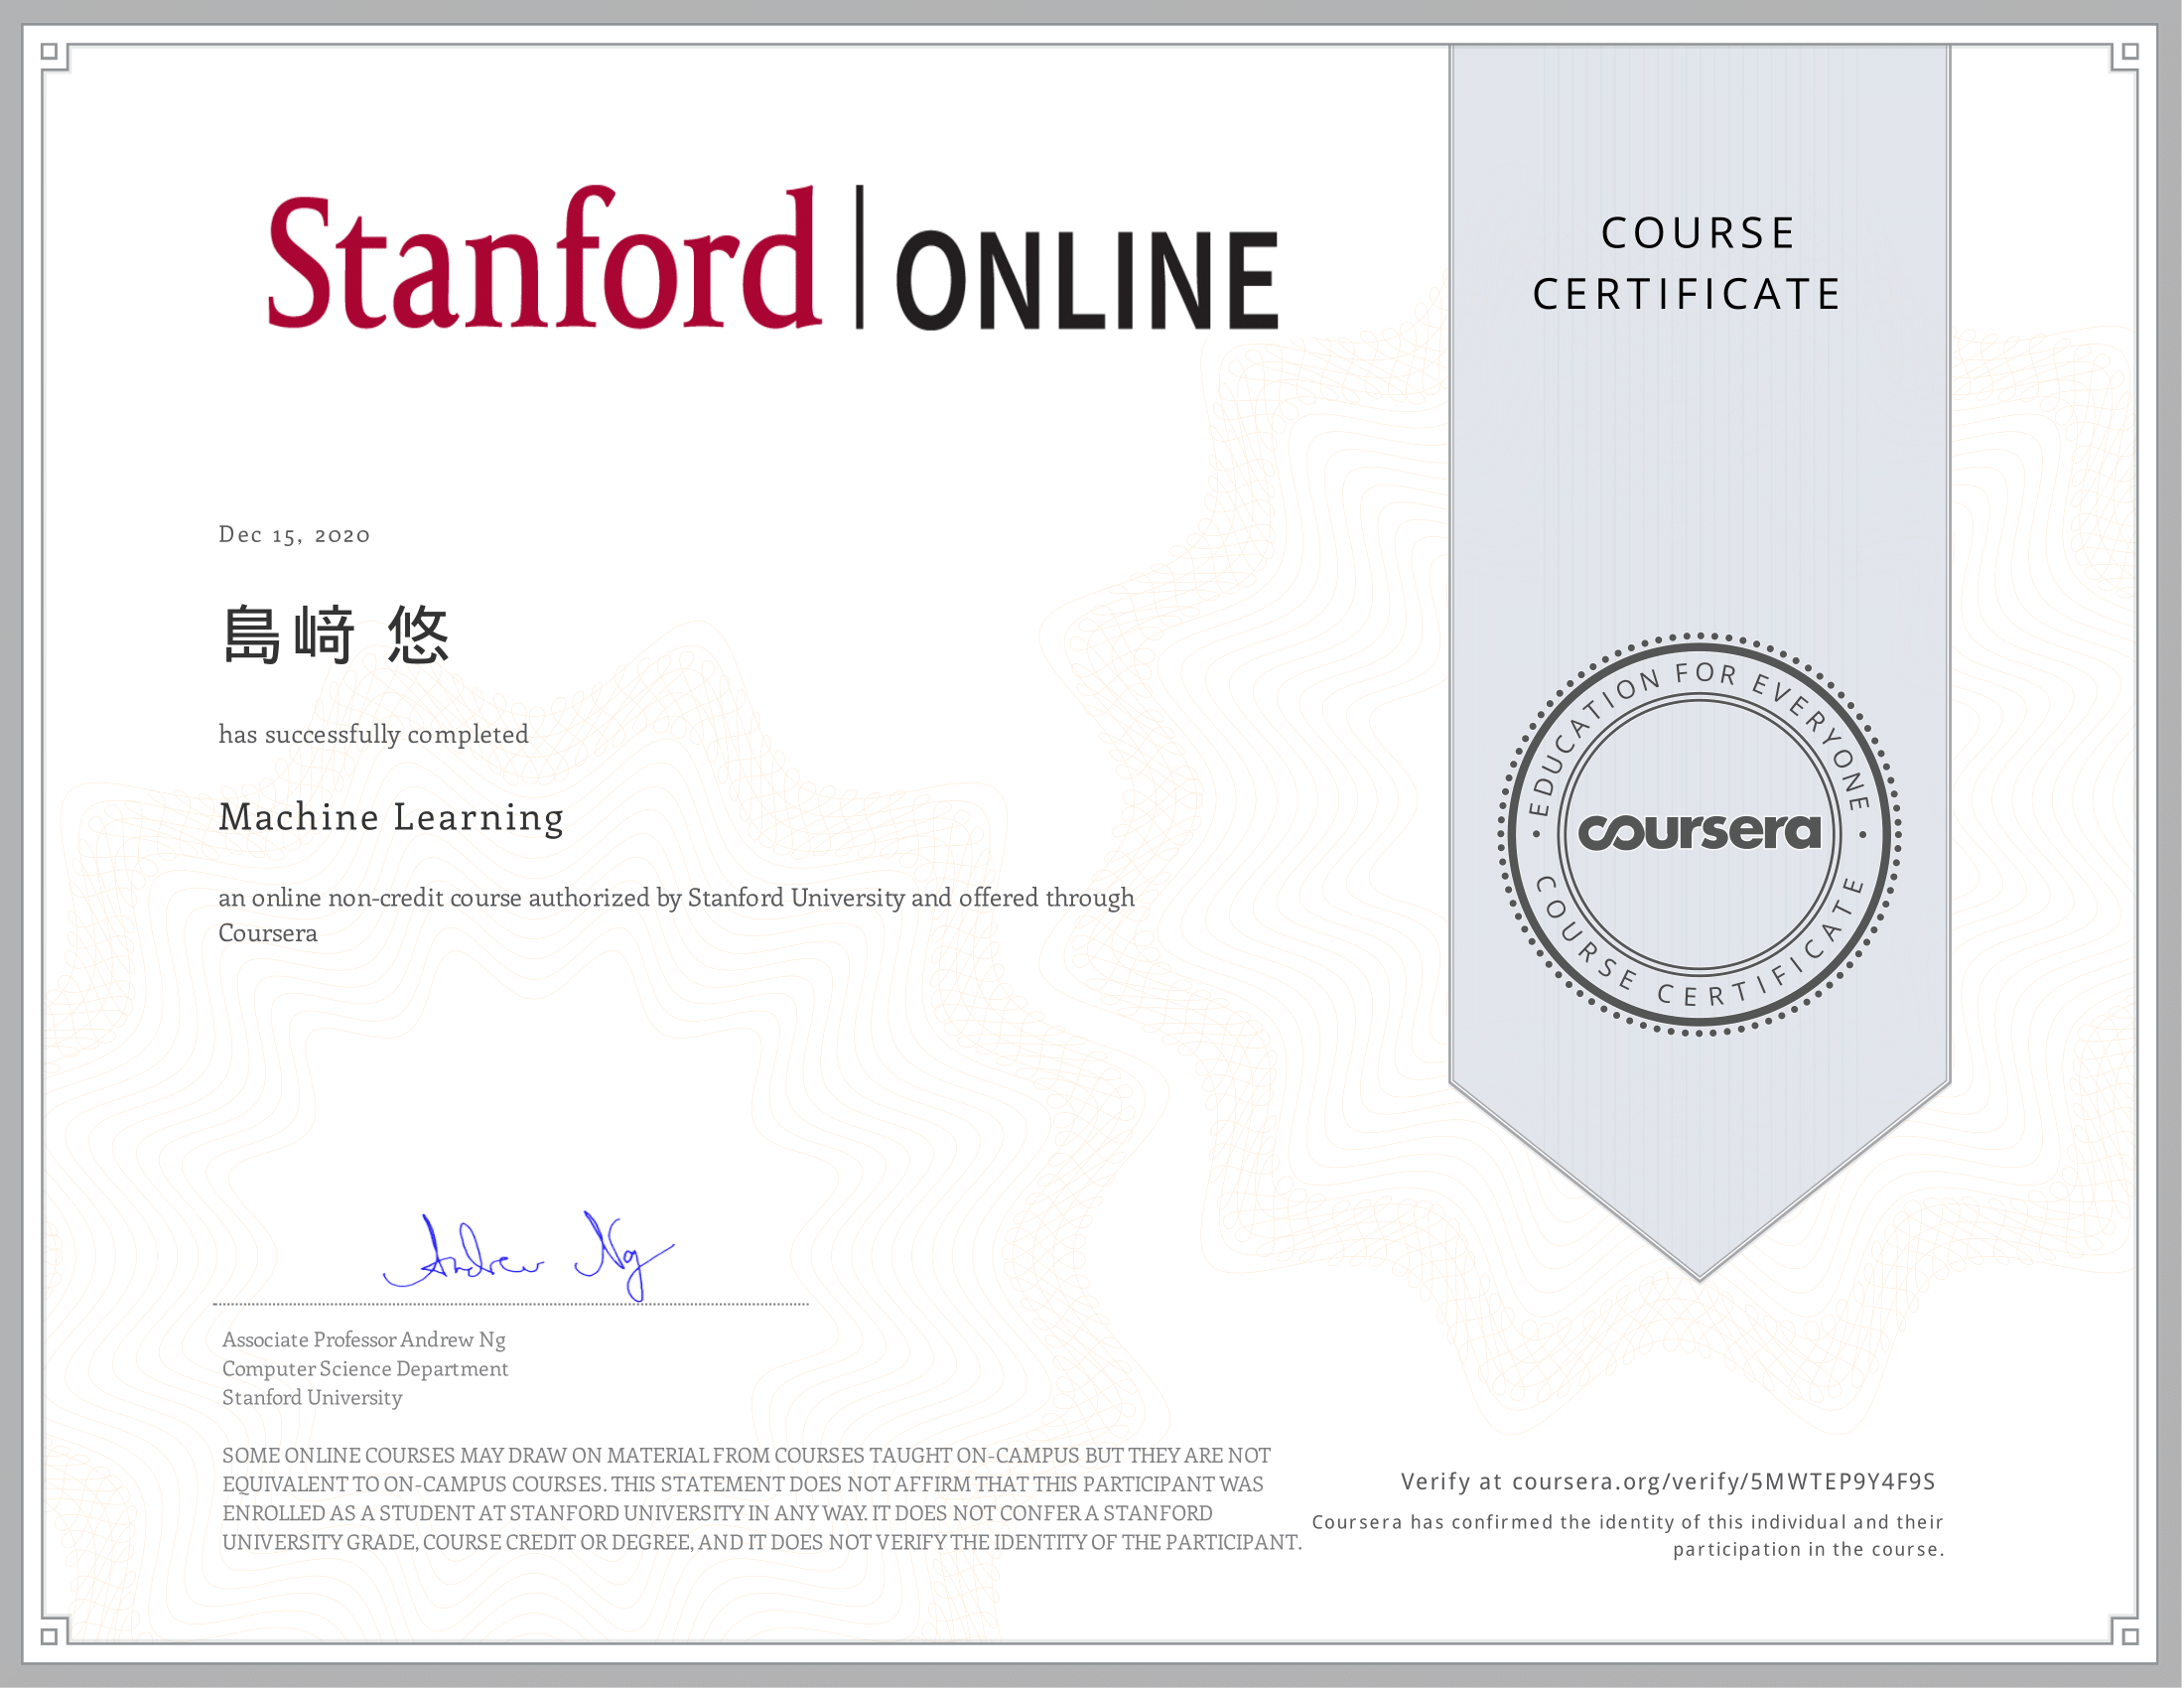 Stanford | ONLINE
COURSE
CERTIFICATE
Dec 15, 2020
島﨑 悠
has successfully completed
Machine Learning
an online non-credit course authorized by Stanford University and offered through
Coursera
EDUCATION FOR EVERYONE
coursera
COURSE CERTIFICATE
Andrew Ng
Associate Professor Andrew Ng
Computer Science Department
Stanford University
SOME ONLINE COURSES MAY DRAW ON MATERIAL FROM COURSES TAUGHT ON-CAMPUS BUT THEY ARE NOT
EQUIVALENT TO ON-CAMPUS COURSES. THIS STATEMENT DOES NOT AFFIRM THAT THIS PARTICIPANT WAS
ENROLLED AS A STUDENT AT STANFORD UNIVERSITY IN ANY WAY. IT DOES NOT CONFER A STANFORD
UNIVERSITY GRADE, COURSE CREDIT OR DEGREE, AND IT DOES NOT VERIFY THE IDENTITY OF THE PARTICIPANT.
Verify at coursera.org/verify/5MWTEP9Y4F9S
Coursera has confirmed the identity of this individual and their
participation in the course.